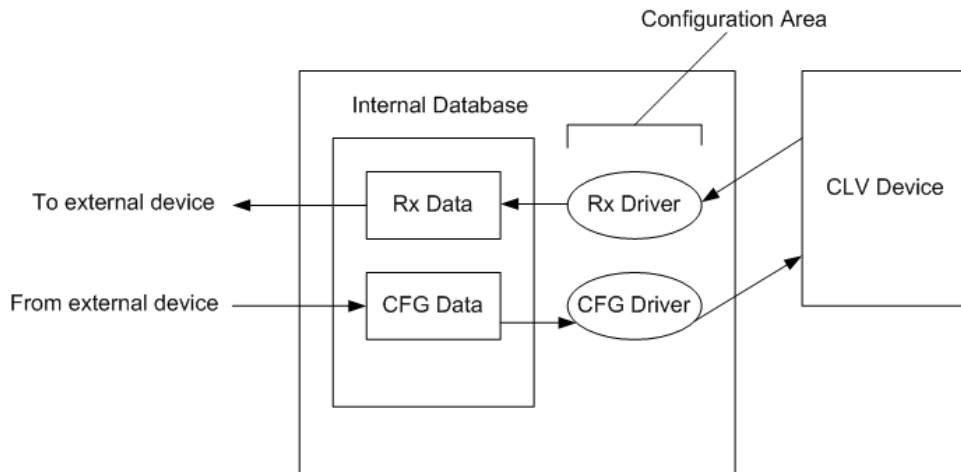 Configuration Area
Internal Database
CLV Device
To external device
Rx Data
Rx Driver
From external device
CFG Data
CFG Driver